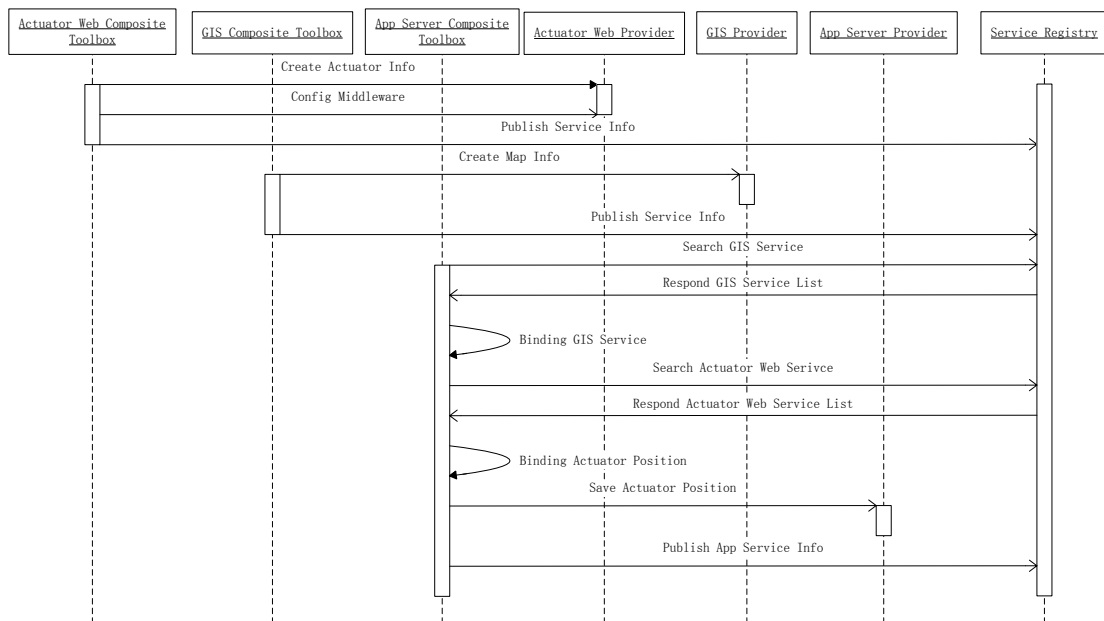 Actuator Web Composite
Toolbox
GIS Composite Toolbox
App Server Composite
Toolbox
Actuator Web Provider
GIS Provider
App Server Provider
Service Registry
Create Actuator Info
Config Middleware
Publish Service Info
Create Map Info
Publish Service Info
Search GIS Service
Respond GIS Service List
Binding GIS Service
Search Actuator Web Serivce
Respond Actuator Web Service List
Binding Actuator Position
Save Actuator Position
Publish App Service Info